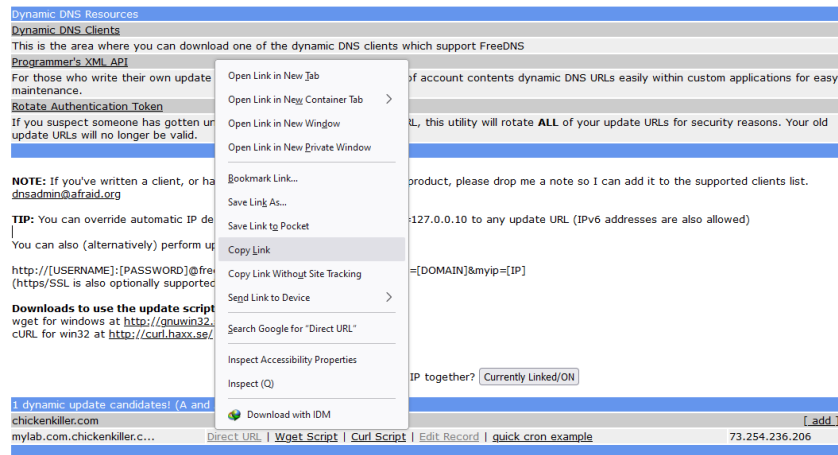 Dynamic DNS Resources
Dynamic DNS Clients
This is the area where you can download one of the dynamic DNS clients which support FreeDNS
Programmer's XML API
For those who write their own update
of account contents dynamic DNS URLs easily within custom applications for easy
maintenance.
Rotate Authentication Token
If you suspect someone has gotten
RL, this utility will rotate ALL of your update URLs for security reasons. Your old
update URLs will no longer be valid.
NOTE: If you've written a client, or
product, please drop me a note so I can add it to the supported clients list.
dnsadmin@afraid.org
TIP: You can override automatic IP
=127.0.0.10 to any update URL (IPv6 addresses are also allowed)
You can also (alternatively) perform
http://[USERNAME]:[PASSWORD]@fre
=[DOMAIN]&myip=[IP]
(https/SSL is also optionally supported
Downloads to use the update script
wget for windows at http://gnuwin32.
cURL for win32 at http://curl.haxx.se/
IP together? Currently Linked/ON
Open Link in New Tab
Open Link in New Container Tab
Open Link in New Window
Open Link in New Private Window
Bookmark Link...
Save Link As...
Save Link to Pocket
Copy Link
Copy Link Without Site Tracking
Send Link to Device
Search Google for "Direct URL"
Inspect Accessibility Properties
Inspect (Q)
Download with IDM
1 dynamic update candidates! (A and
chickenkiller.com [ add ]
mylab.com.chickenkiller.c... Direct URL | Wget Script | Curl Script | Edit Record | quick cron example 73.254.236.206